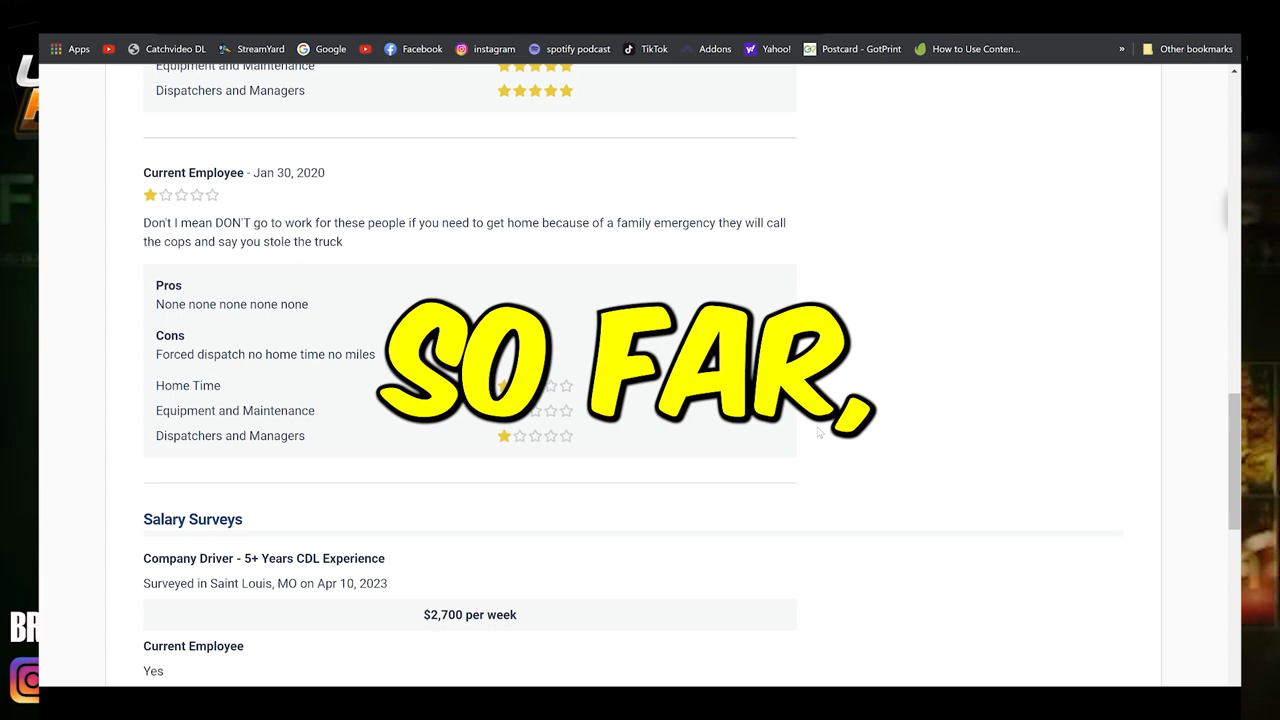 Apps
Catchvideo DL
StreamYard
Google
Facebook
instagram
spotify podcast
TikTok
Addons
Yahoo!
Postcard - GotPrint
How to Use Conten...
»
Other bookmarks
Equipment and Maintenance
Dispatchers and Managers
Current Employee - Jan 30, 2020
Don't I mean DON'T go to work for these people if you need to get home because of a family emergency they will call
the cops and say you stole the truck
Pros
None none none none none
Cons
Forced dispatch no home time no miles
SO FAR,
Home Time
Equipment and Maintenance
Dispatchers and Managers
Salary Surveys
Company Driver - 5+ Years CDL Experience
Surveyed in Saint Louis, MO on Apr 10, 2023
$2,700 per week
Current Employee
Yes
BR